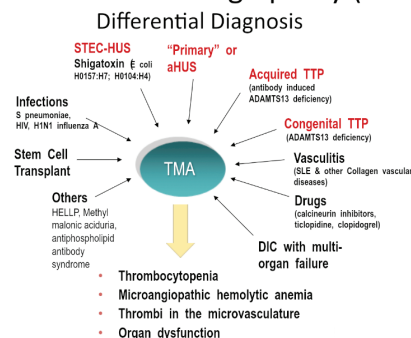 Differential Diagnosis
STEC-HUS
Shigatoxin (E coli
H0157:H7; H0104:H4)
"Primary" or
aHUS
Acquired TTP
(antibody induced
ADAMTS13 deficiency)
Infections
S pneumoniae,
HIV, H1N1 influenza A
Congenital TTP
(ADAMTS13 deficiency)
Stem Cell
Transplant
TMA
Vasculitis
(SLE & other Collagen vascular
diseases)
Others
HELLP, Methyl
malonic aciduria,
antiphospholipid
antibody
syndrome
Drugs
(calcineurin inhibitors,
ticlopidine, clopidogrel)
DIC with multi-
organ failure
• Thrombocytopenia
• Microangiopathic hemolytic anemia
• Thrombi in the microvasculature
• Organ dysfunction